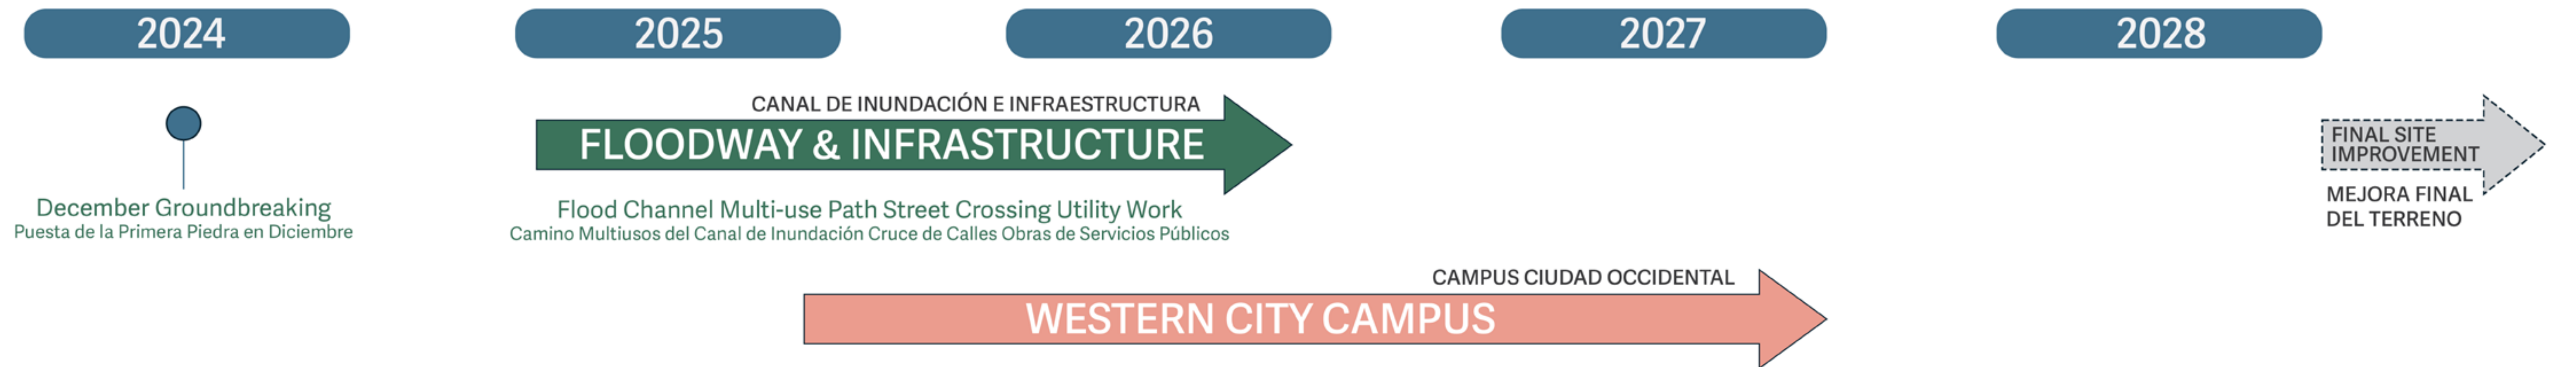 2024
2025
2026
2027
2028
CANAL DE INUNDACIÓN E INFRAESTRUCTURA
FLOODWAY & INFRASTRUCTURE
FINAL SITE
IMPROVEMENT
MEJORA FINAL
DEL TERRENO
December Groundbreaking
Puesta de la Primera Piedra en Diciembre
Flood Channel Multi-use Path Street Crossing Utility Work
Camino Multiusos del Canal de Inundación Cruce de Calles Obras de Servicios Públicos
CAMPUS CIUDAD OCCIDENTAL
WESTERN CITY CAMPUS